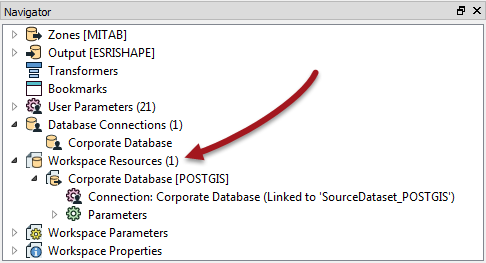 Navigator
Zones [MITAB]
Output [ESRISHAPE]
Transformers
Bookmarks
User Parameters (21)
Database Connections (1)
Corporate Database
Workspace Resources (1)
Corporate Database [POSTGIS]
Connection: Corporate Database (Linked to 'SourceDataset_POSTGIS')
Parameters
Workspace Parameters
Workspace Properties